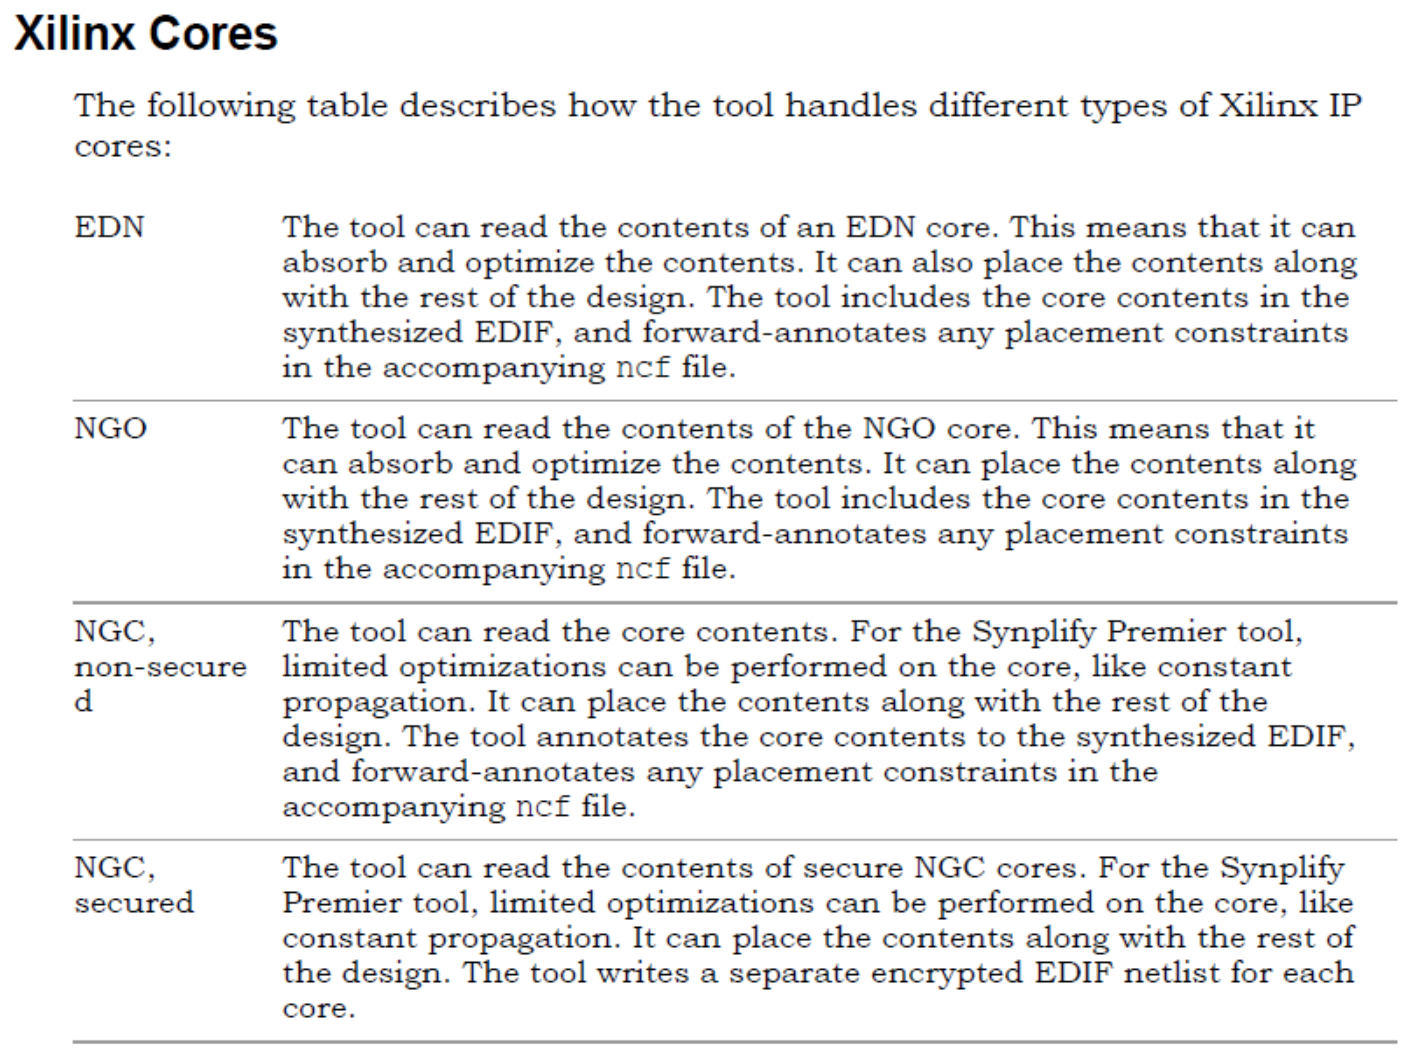 Xilinx Cores
The following table describes how the tool handles different types of Xilinx IP
cores:
EDN
The tool can read the contents of an EDN core. This means that it can
absorb and optimize the contents. It can also place the contents along
with the rest of the design. The tool includes the core contents in the
synthesized EDIF, and forward-annotates any placement constraints
in the accompanying ncf file.
NGO
The tool can read the contents of the NGO core. This means that it
can absorb and optimize the contents. It can place the contents along
with the rest of the design. The tool includes the core contents in the
synthesized EDIF, and forward-annotates any placement constraints
in the accompanying ncf file.
NGC,
non-secure
d
The tool can read the core contents. For the Synplify Premier tool,
limited optimizations can be performed on the core, like constant
propagation. It can place the contents along with the rest of the
design. The tool annotates the core contents to the synthesized EDIF,
and forward-annotates any placement constraints in the
accompanying ncf file.
NGC,
secured
The tool can read the contents of secure NGC cores. For the Synplify
Premier tool, limited optimizations can be performed on the core, like
constant propagation. It can place the contents along with the rest of
the design. The tool writes a separate encrypted EDIF netlist for each
core.